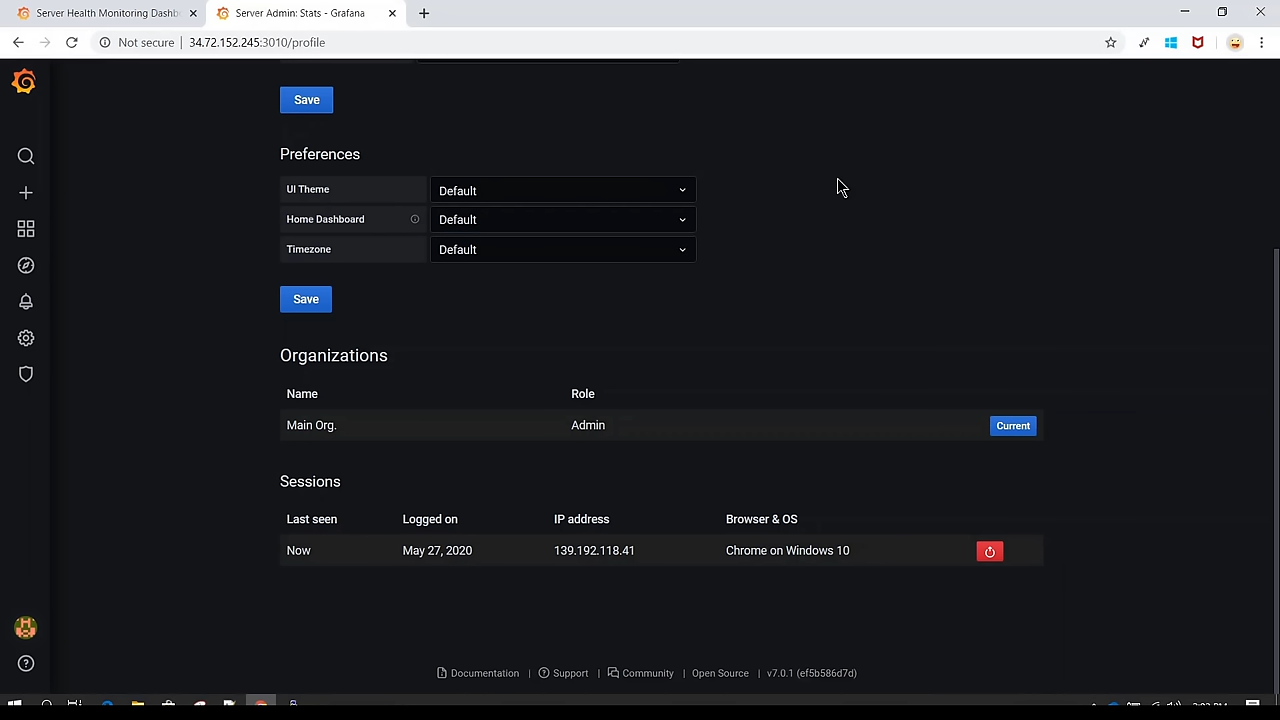 Server Health Monitoring Dashb
Server Admin: Stats - Grafana
Not secure | 34.72.152.245:3010/profile
Save
Preferences
UI Theme Default
Home Dashboard Default
Timezone Default
Save
Organizations
Name Role
Main Org. Admin Current
Sessions
Last seen Logged on IP address Browser & OS
Now May 27, 2020 139.192.118.41 Chrome on Windows 10
Documentation | Support | Community | Open Source | v7.0.1 (ef5b586d7d)